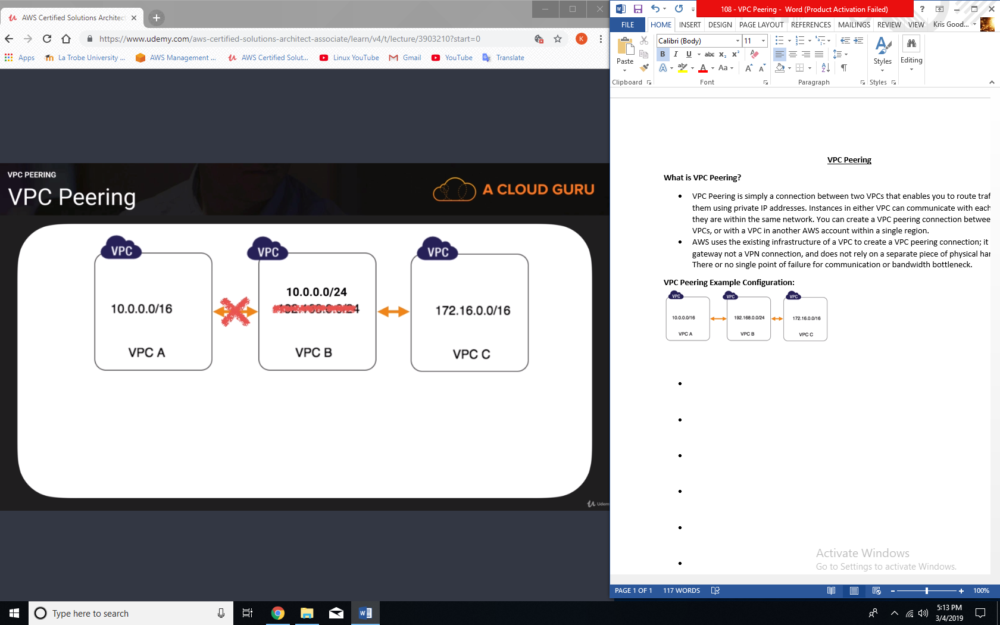 AWS Certified Solutions Architec
https://www.udemy.com/aws-certified-solutions-architect-associate/learn/v4/t/lecture/3903210?start=0
K
Apps
La Trobe University ...
AWS Management ...
AWS Certified Solut...
Linux YouTube
Gmail
YouTube
Translate
VPC PEERING
VPC Peering
A CLOUD GURU
VPC
VPC
VPC
10.0.0.0/16
10.0.0.0/24
172.16.0.0/16
VPC A
VPC B
VPC C
108 - VPC Peering - Word (Product Activation Failed)
FILE
HOME
INSERT
DESIGN
PAGE LAYOUT
REFERENCES
MAILINGS
REVIEW
VIEW
Kris Good...
Paste
Calibri (Body)
11
Styles
Editing
Clipboard
Font
Paragraph
Styles
VPC Peering
What is VPC Peering?
VPC Peering is simply a connection between two VPCs that enables you to route traf
them using private IP addresses. Instances in either VPC can communicate with each
they are within the same network. You can create a VPC peering connection betwee
VPCs, or with a VPC in another AWS account within a single region.
AWS uses the existing infrastructure of a VPC to create a VPC peering connection; it
gateway not a VPN connection, and does not rely on a separate piece of physical har
There or no single point of failure for communication or bandwidth bottleneck.
VPC Peering Example Configuration:
VPC
VPC
VPC
10.0.0.0/16
192.168.0.0/24
172.16.0.0/16
VPC A
VPC B
VPC C
Activate Windows
Go to Settings to activate Windows.
PAGE 1 OF 1
117 WORDS
100%
Type here to search
5:13 PM
3/4/2019